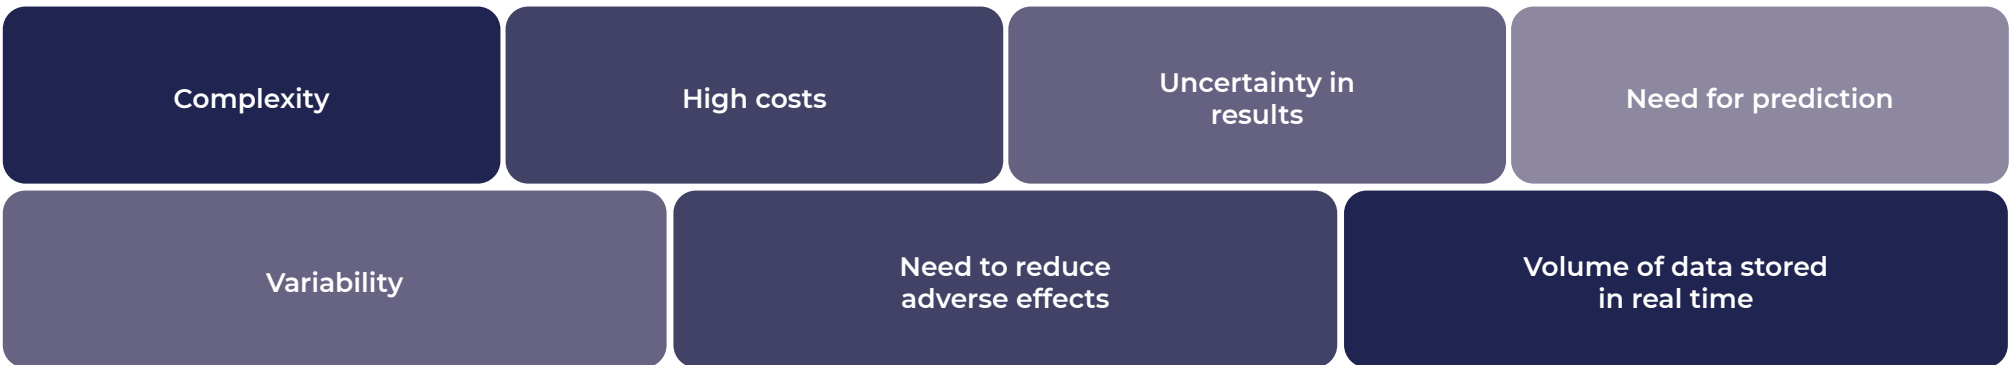 Complexity
High costs
Uncertainty in
results
Need for prediction
Variability
Need to reduce
adverse effects
Volume of data stored
in real time